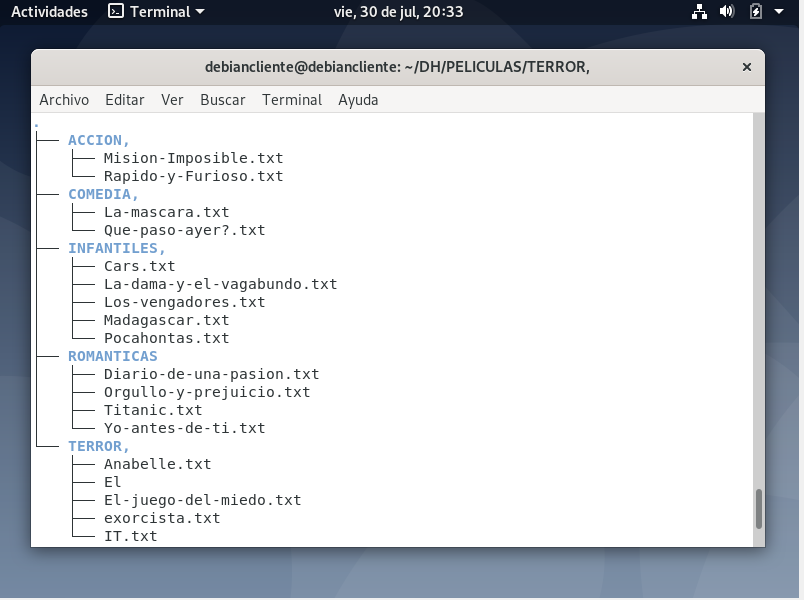 Actividades Terminal vie, 30 de jul, 20:33
debiancliente@debiancliente: ~/DH/PELICULAS/TERROR,
Archivo Editar Ver Buscar Terminal Ayuda
.
├── ACCION,
│   ├── Mision-Imposible.txt
│   └── Rapido-y-Furioso.txt
├── COMEDIA,
│   ├── La-mascara.txt
│   └── Que-paso-ayer?.txt
├── INFANTILES,
│   ├── Cars.txt
│   ├── La-dama-y-el-vagabundo.txt
│   ├── Los-vengadores.txt
│   ├── Madagascar.txt
│   └── Pocahontas.txt
├── ROMANTICAS
│   ├── Diario-de-una-pasion.txt
│   ├── Orgullo-y-prejuicio.txt
│   ├── Titanic.txt
│   └── Yo-antes-de-ti.txt
└── TERROR,
    ├── Anabelle.txt
    ├── El
    ├── El-juego-del-miedo.txt
    ├── exorcista.txt
    └── IT.txt